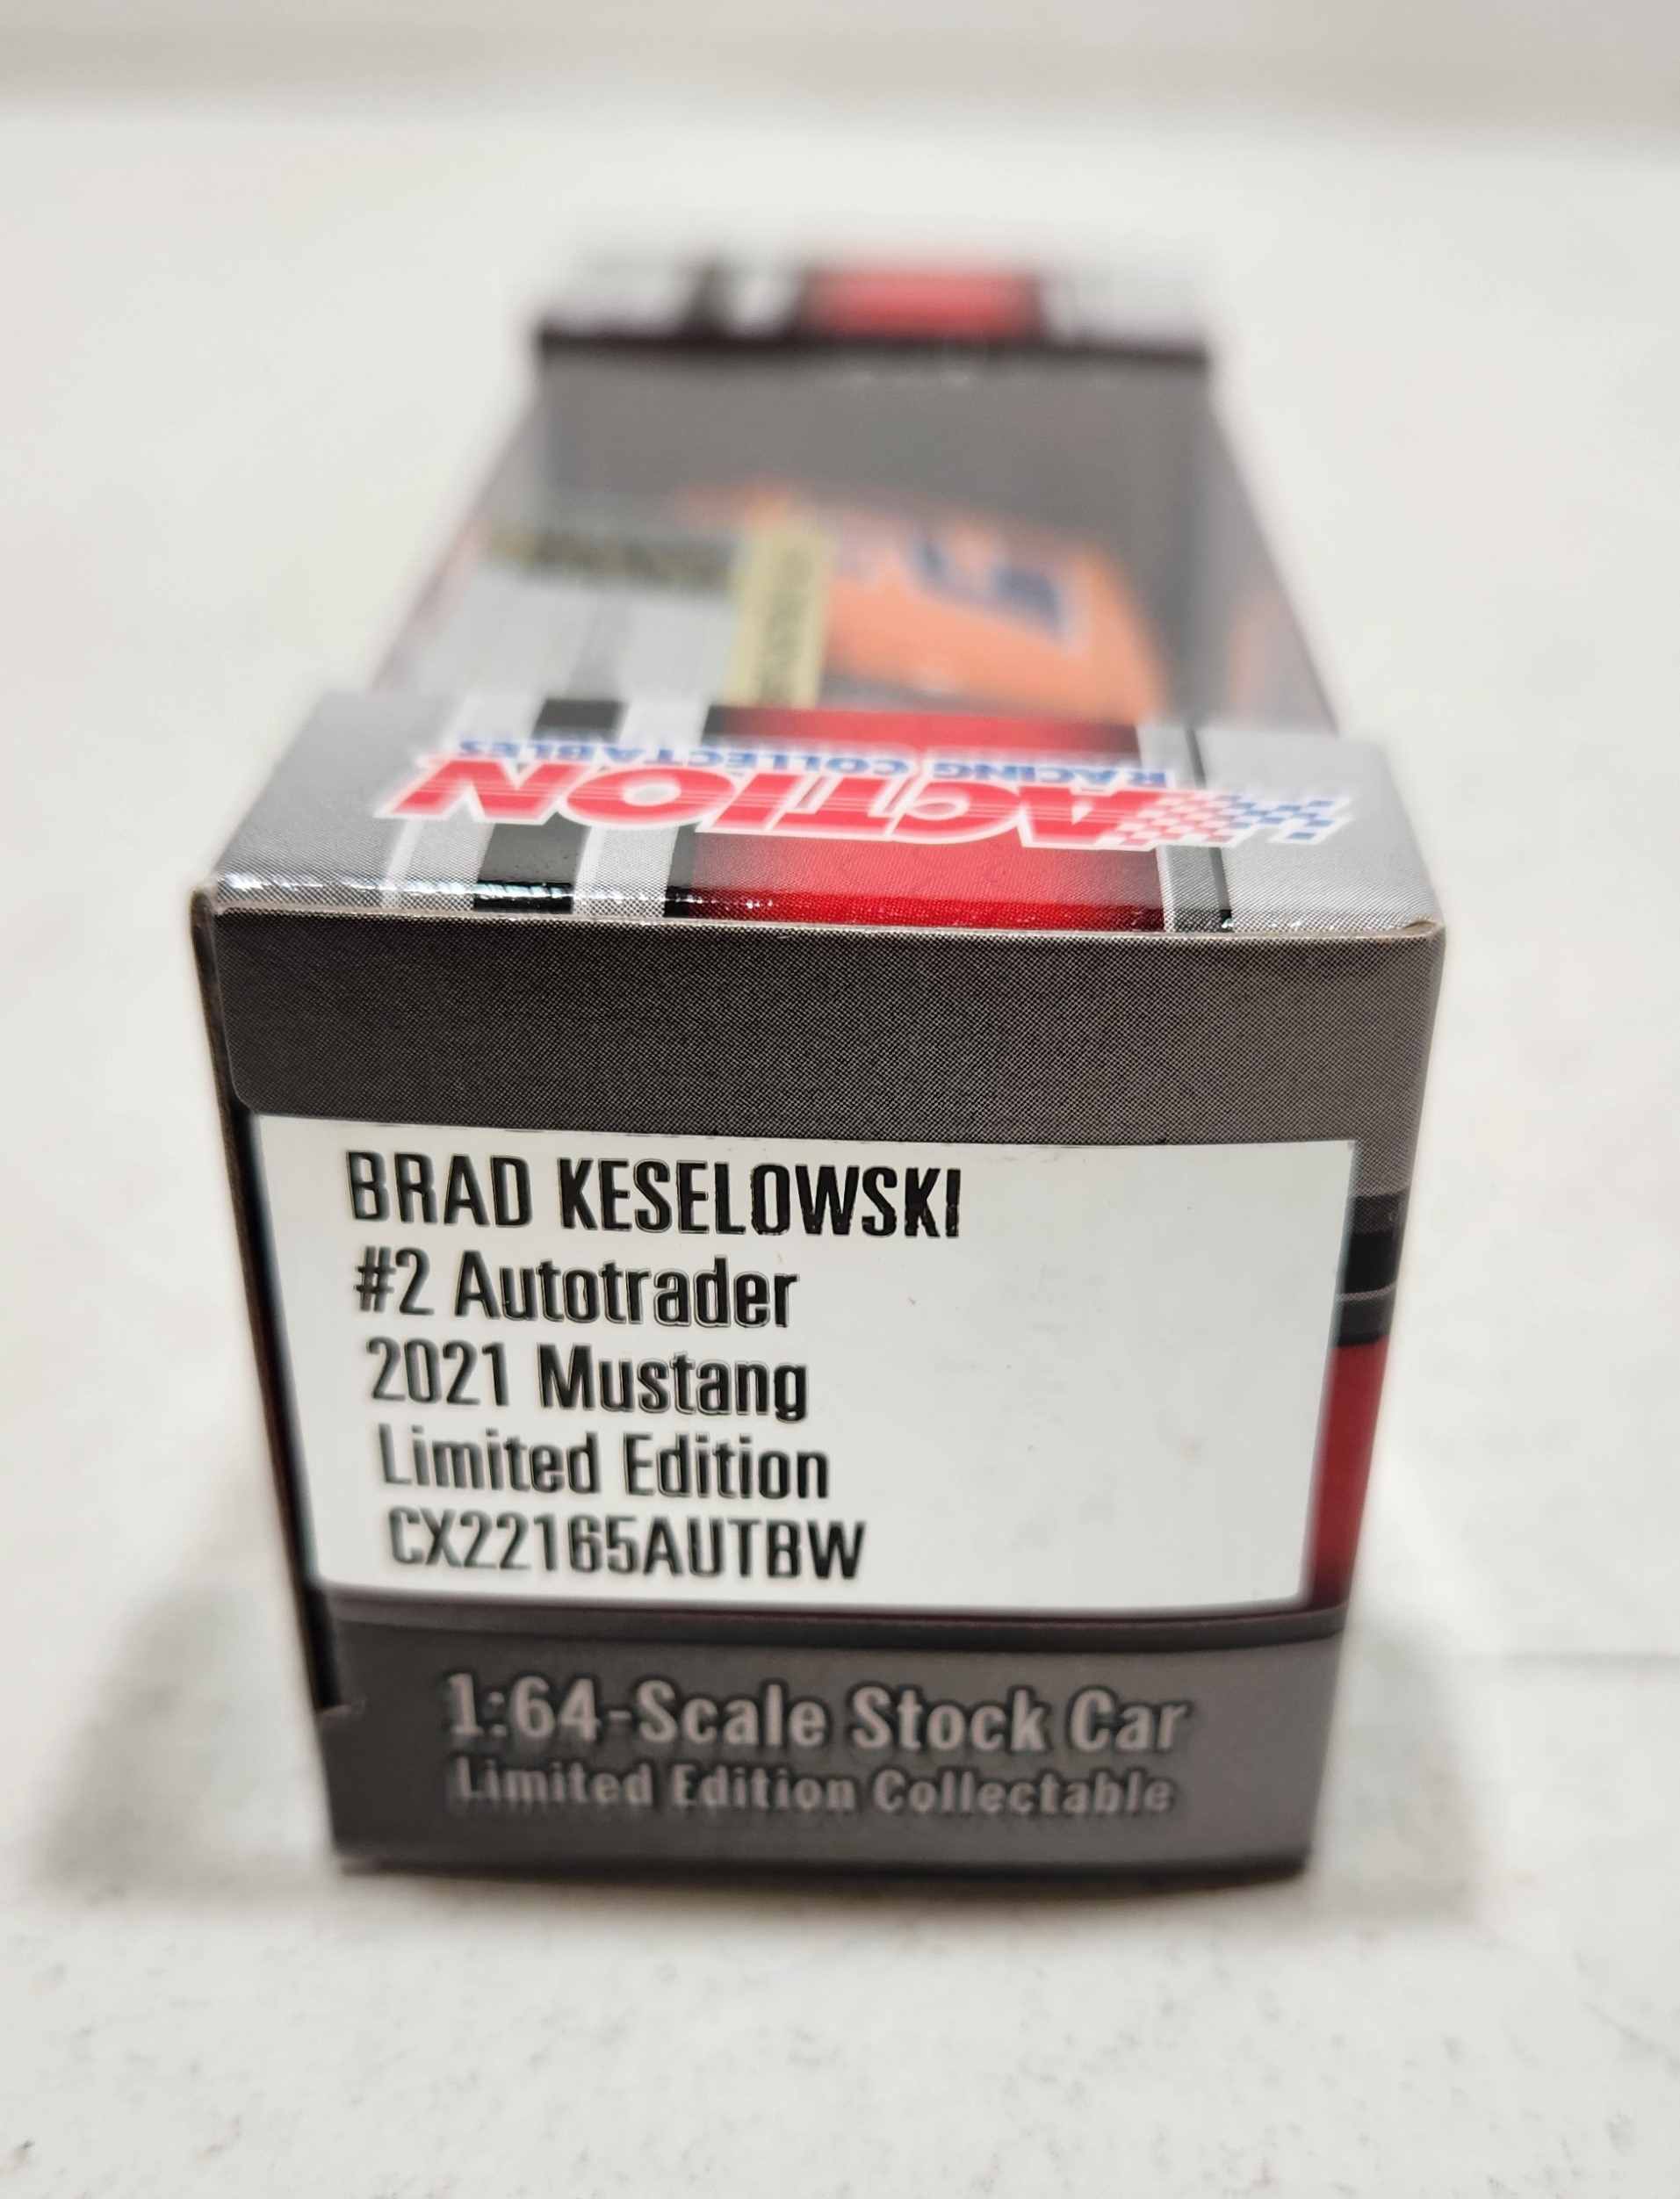 ACTION
RACING COLLECTABLES
BRAD KESELOWSKI
#2 Autotrader
2021 Mustang
Limited Edition
CX22165AUTBW
1:64-Scale Stock Car
Limited Edition Collectable